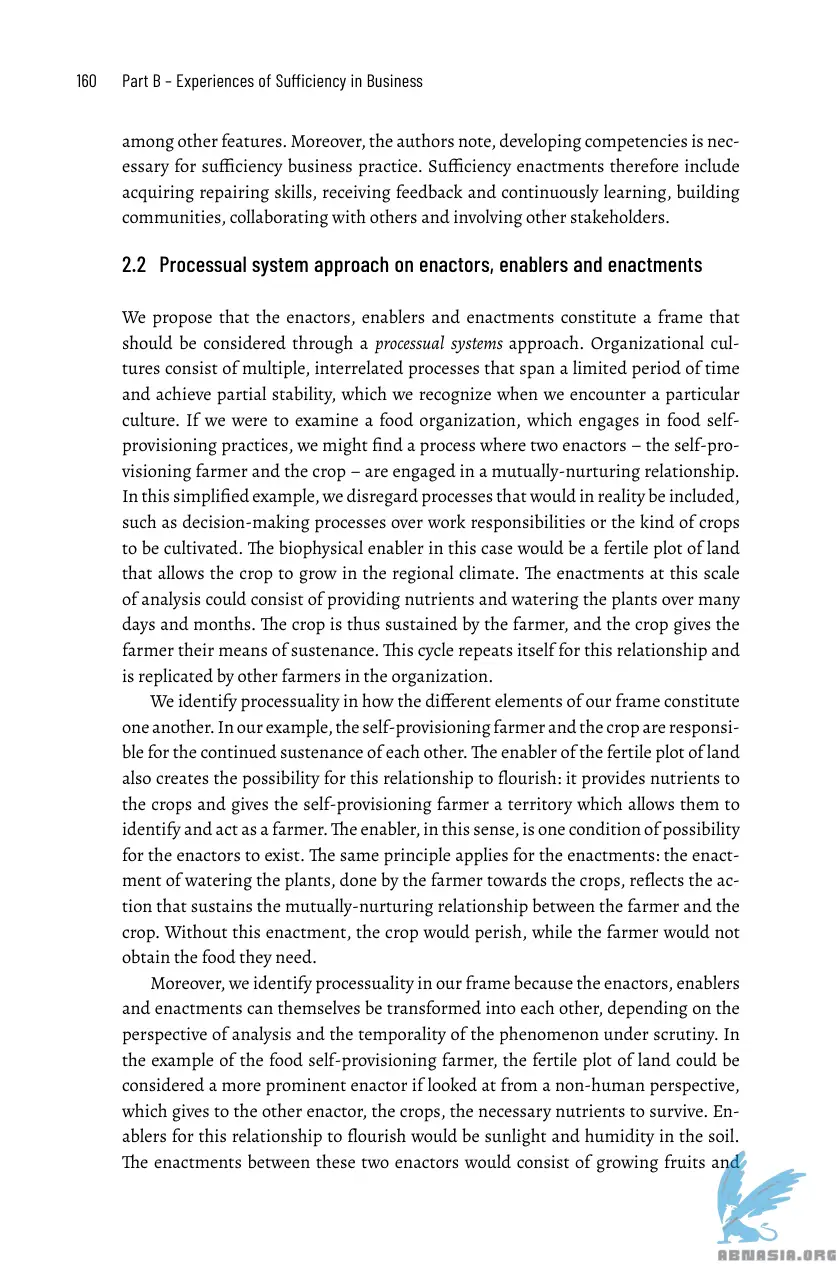 160 Part B – Experiences of Sufficiency in Business
among other features. Moreover, the authors note, developing competencies is nec-
essary for sufficiency business practice. Sufficiency enactments therefore include
acquiring repairing skills, receiving feedback and continuously learning, building
communities, collaborating with others and involving other stakeholders.
2.2 Processual system approach on enactors, enablers and enactments
We propose that the enactors, enablers and enactments constitute a frame that
should be considered through a processual systems approach. Organizational cul-
tures consist of multiple, interrelated processes that span a limited period of time
and achieve partial stability, which we recognize when we encounter a particular
culture. If we were to examine a food organization, which engages in food self-
provisioning practices, we might find a process where two enactors – the self-pro-
visioning farmer and the crop – are engaged in a mutually-nurturing relationship.
In this simplified example, we disregard processes that would in reality be included,
such as decision-making processes over work responsibilities or the kind of crops
to be cultivated. The biophysical enabler in this case would be a fertile plot of land
that allows the crop to grow in the regional climate. The enactments at this scale
of analysis could consist of providing nutrients and watering the plants over many
days and months. The crop is thus sustained by the farmer, and the crop gives the
farmer their means of sustenance. This cycle repeats itself for this relationship and
is replicated by other farmers in the organization.
We identify processuality in how the different elements of our frame constitute
one another. In our example, the self-provisioning farmer and the crop are responsi-
ble for the continued sustenance of each other. The enabler of the fertile plot of land
also creates the possibility for this relationship to flourish: it provides nutrients to
the crops and gives the self-provisioning farmer a territory which allows them to
identify and act as a farmer. The enabler, in this sense, is one condition of possibility
for the enactors to exist. The same principle applies for the enactments: the enact-
ment of watering the plants, done by the farmer towards the crops, reflects the ac-
tion that sustains the mutually-nurturing relationship between the farmer and the
crop. Without this enactment, the crop would perish, while the farmer would not
obtain the food they need.
Moreover, we identify processuality in our frame because the enactors, enablers
and enactments can themselves be transformed into each other, depending on the
perspective of analysis and the temporality of the phenomenon under scrutiny. In
the example of the food self-provisioning farmer, the fertile plot of land could be
considered a more prominent enactor if looked at from a non-human perspective,
which gives to the other enactor, the crops, the necessary nutrients to survive. En-
ablers for this relationship to flourish would be sunlight and humidity in the soil.
The enactments between these two enactors would consist of growing fruits and
ABNASIA.ORG